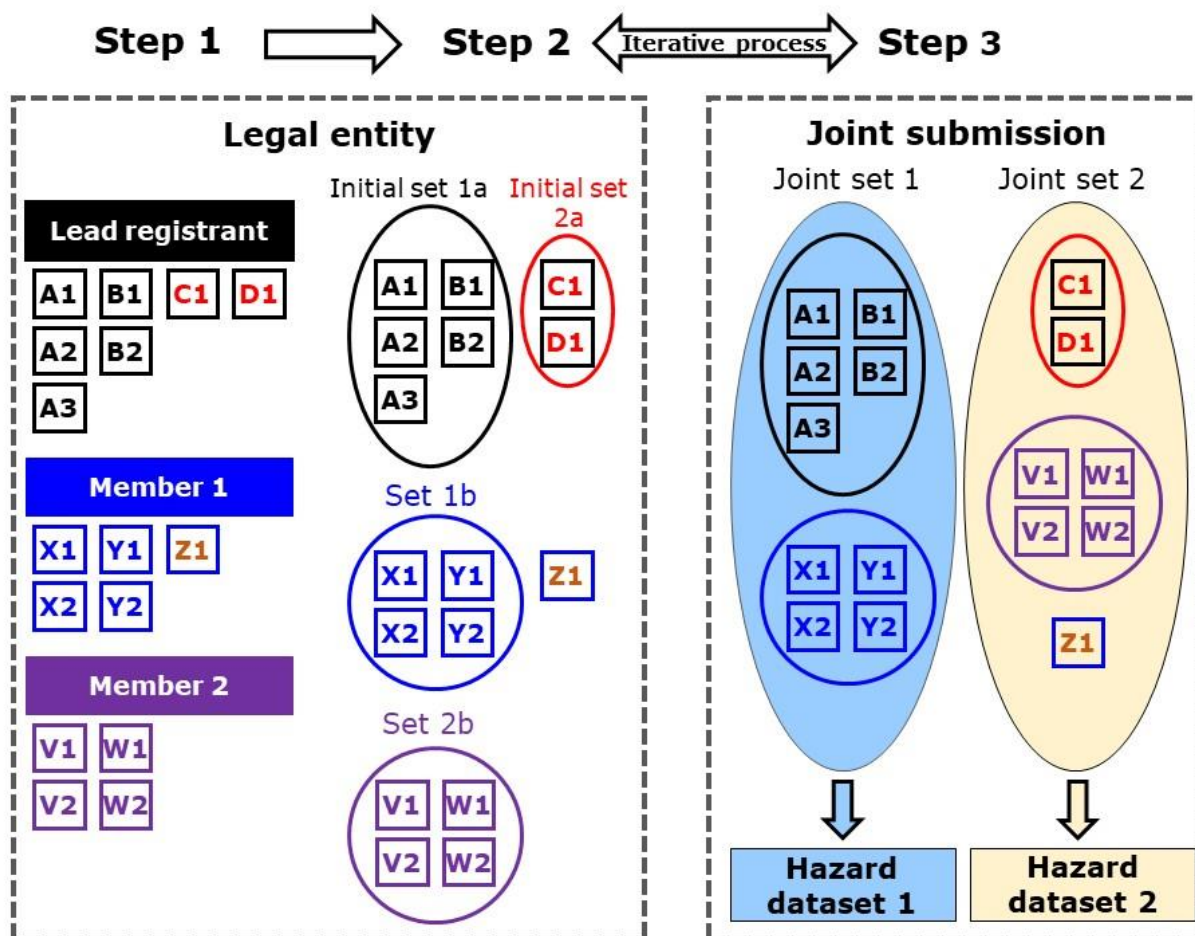 Step 1
Step 2
Iterative process
Step 3
Legal entity
Lead registrant
A1 B1 C1 D1
A2 B2
A3
Member 1
X1 Y1 Z1
X2 Y2
Member 2
V1 W1
V2 W2
Initial set 1a
A1 B1
A2 B2
A3
Initial set
2a
C1
D1
Set 1b
X1 Y1
X2 Y2
Z1
Set 2b
V1 W1
V2 W2
Joint submission
Joint set 1
A1 B1
A2 B2
A3
X1 Y1
X2 Y2
Hazard
dataset 1
Joint set 2
C1
D1
V1 W1
V2 W2
Z1
Hazard
dataset 2